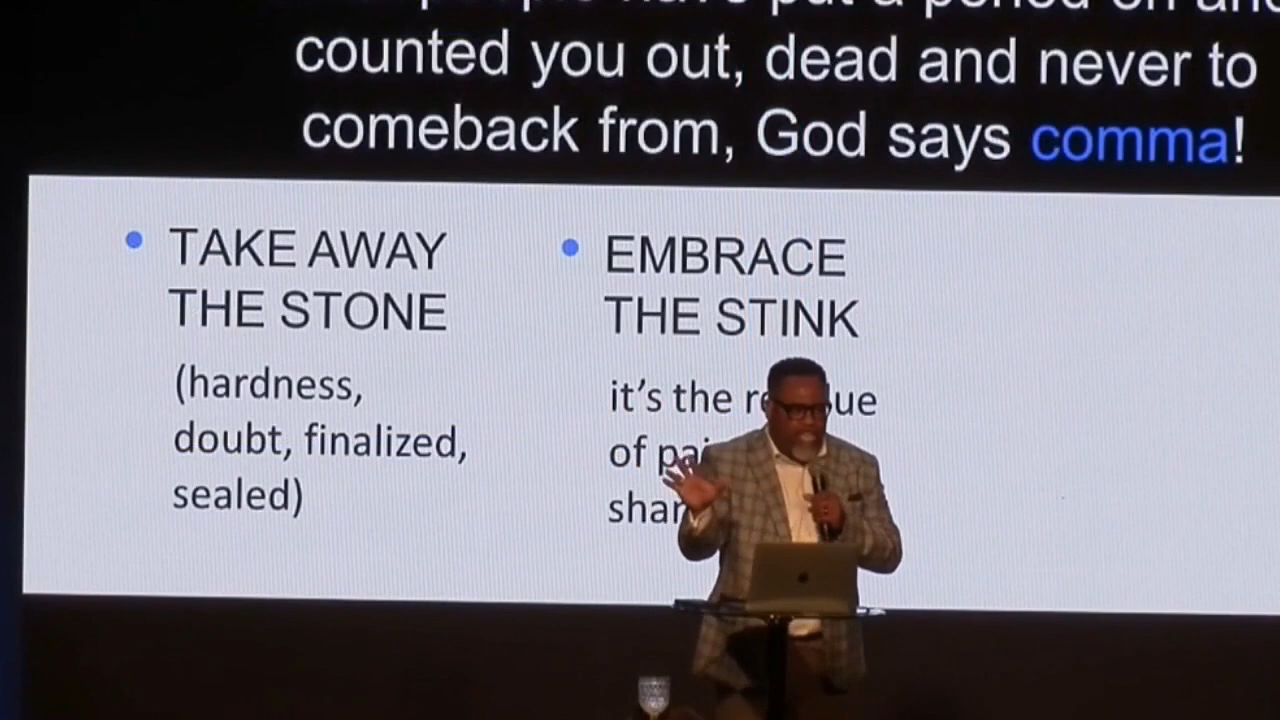 counted you out, dead and never to
comeback from, God says comma!
• TAKE AWAY
THE STONE
(hardness,
doubt, finalized,
sealed)
• EMBRACE
THE STINK
it's the
of